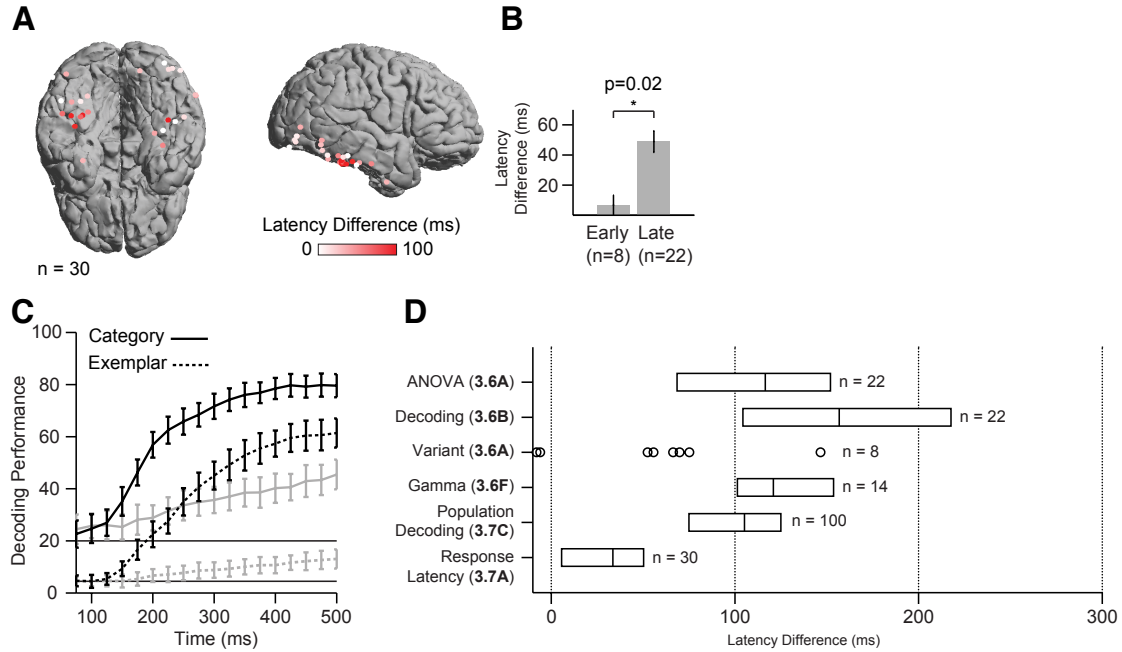 A
n = 30
Latency Difference (ms)
0 100
B
p=0.02
*
Latency
Difference (ms)
60
40
20
Early Late
(n=8) (n=22)
C
Category
Exemplar
Decoding Performance
100
80
60
40
20
0
100 200 300 400 500
Time (ms)
D
ANOVA (3.6A) n = 22
Decoding (3.6B) n = 22
Variant (3.6A) n = 8
Gamma (3.6F) n = 14
Population
Decoding (3.7C) n = 100
Response
Latency (3.7A) n = 30
0 100 200 300
Latency Difference (ms)